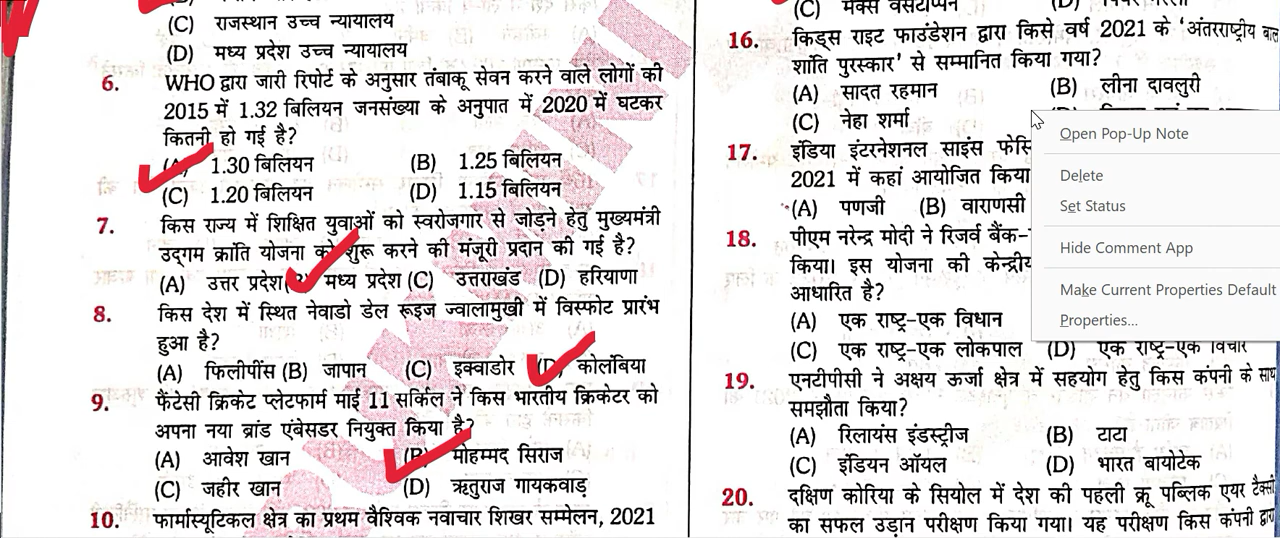 (C) राजस्थान उच्च न्यायालय
(D) मध्य प्रदेश उच्च न्यायालय
6. WHO द्वारा जारी रिपोर्ट के अनुसार तंबाकू सेवन करने वाले लोगों की
2015 में 1.32 बिलियन जनसंख्या के अनुपात में 2020 में घटकर
कितनी हो गई है?
1.30 बिलियन (B) 1.25 बिलियन
(C) 1.20 बिलियन (D) 1.15 बिलियन
7. किस राज्य में शिक्षित युवाओं को स्वरोजगार से जोड़ने हेतु मुख्यमंत्री
उद्गम क्रांति योजना को शुरू करने की मंजूरी प्रदान की गई है?
(A) उत्तर प्रदेश मध्य प्रदेश (C) उत्तराखंड (D) हरियाणा
8. किस देश में स्थित नेवाडो डेल रूइज ज्वालामुखी में विस्फोट प्रारंभ
हुआ है?
(A) फिलीपींस (B) जापान (C) इक्वाडोर (D) कोलंबिया
9. फैंटेसी क्रिकेट प्लेटफार्म माई 11 सर्किल ने किस भारतीय क्रिकेटर को
अपना नया ब्रांड एंबेसडर नियुक्त किया है?
(A) आवेश खान (B) मोहम्मद सिराज
(C) जहीर खान (D) ऋतुराज गायकवाड़
10. फार्मास्यूटिकल क्षेत्र का प्रथम वैश्विक नवाचार शिखर सम्मेलन, 2021
(C) मैक्स वर्सटाप्पन
16. किड्स राइट फाउंडेशन द्वारा किसे वर्ष 2021 के 'अंतरराष्ट्रीय बाल
शांति पुरस्कार' से सम्मानित किया गया?
(A) सादत रहमान (B) लीना दावलुरी
(C) नेहा शर्मा
17. इंडिया इंटरनेशनल साइंस
2021 में कहां आयोजित किया
(A) पणजी (B) वाराणसी
18. पीएम नरेन्द्र मोदी ने रिजर्व बैंक-
किया। इस योजना की केन्द्रीय
आधारित है?
(A) एक राष्ट्र-एक विधान
(C) एक राष्ट्र-एक लोकपाल (D) एक राष्ट्र-एक विचार
19. एनटीपीसी ने अक्षय ऊर्जा क्षेत्र में सहयोग हेतु किस कंपनी के साथ
समझौता किया?
(A) रिलायंस इंडस्ट्रीज (B) टाटा
(C) इंडियन ऑयल (D) भारत बायोटेक
20. दक्षिण कोरिया के सियोल में देश की पहली क्रू पब्लिक एयर टैक्सी
का सफल उड़ान परीक्षण किया गया। यह परीक्षण किस कंपनी द्वारा
Open Pop-Up Note
Delete
Set Status
Hide Comment App
Make Current Properties Default
Properties...